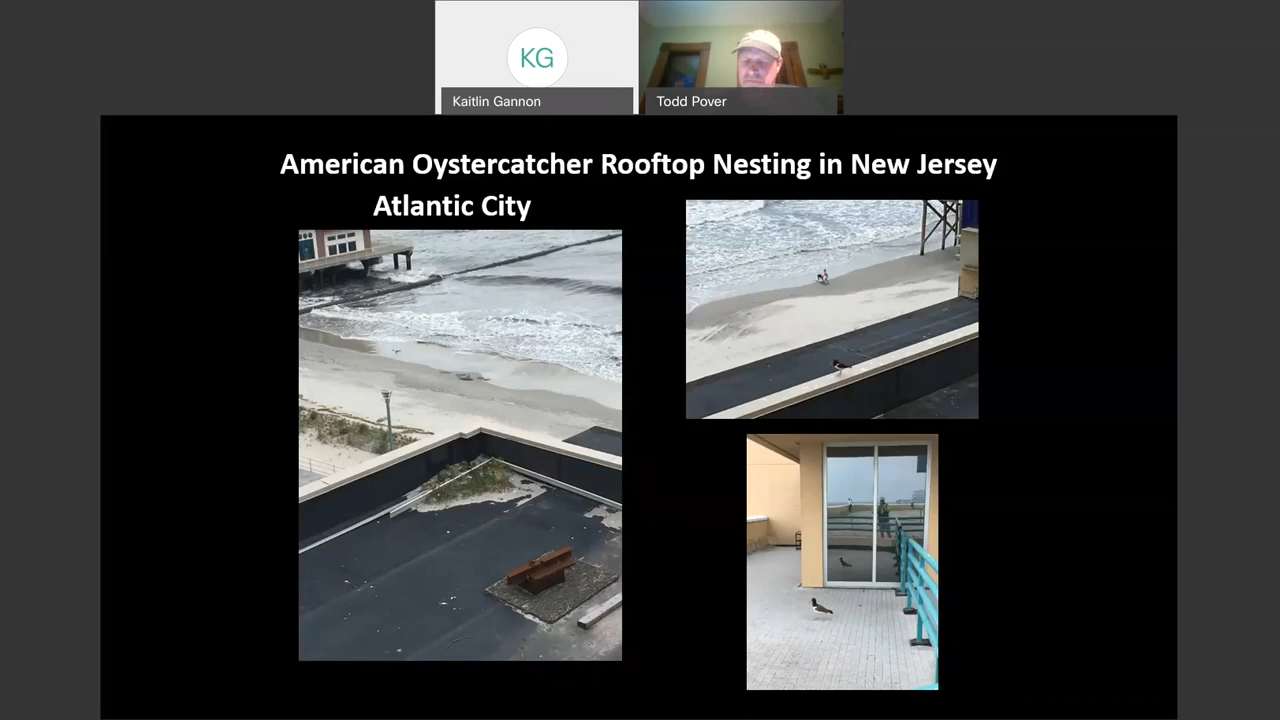 KG
Kaitlin Gannon
Todd Pover
American Oystercatcher Rooftop Nesting in New Jersey
Atlantic City